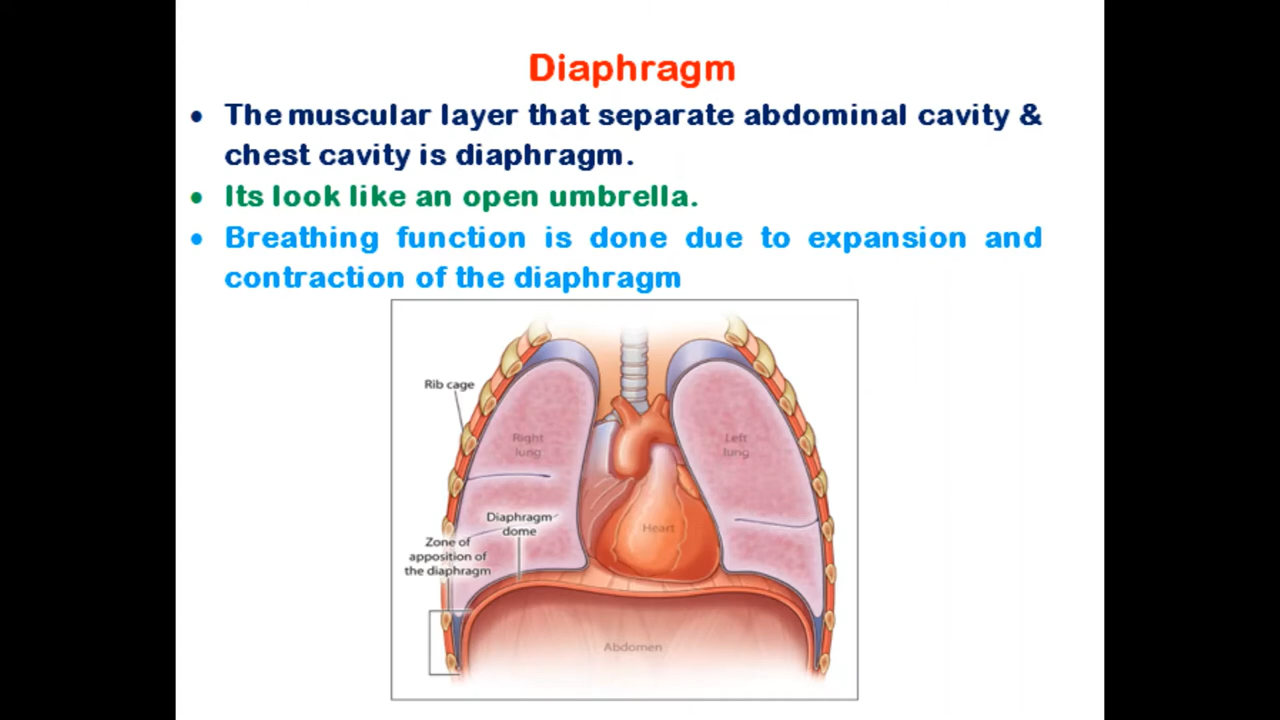 Diaphragm
• The muscular layer that separate abdominal cavity &
chest cavity is diaphragm.
• Its look like an open umbrella.
• Breathing function is done due to expansion and
contraction of the diaphragm
Rib cage
Right
lung
Left
lung
Diaphragm
dome
Heart
Zone of
apposition of
the diaphragm
Abdomen